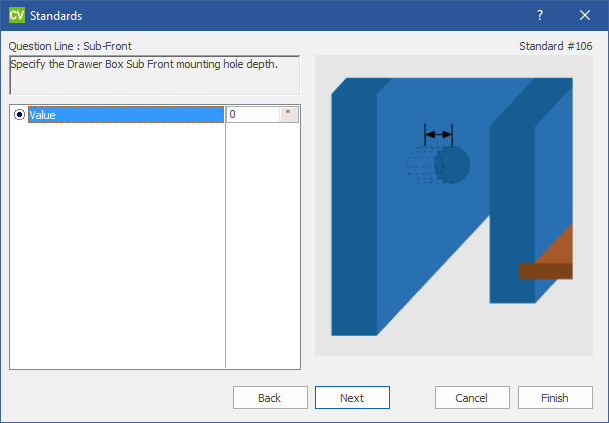 CV Standards ?
Question Line : Sub-Front Standard #106
Specify the Drawer Box Sub Front mounting hole depth.
Value 0 "
Back Next Cancel Finish